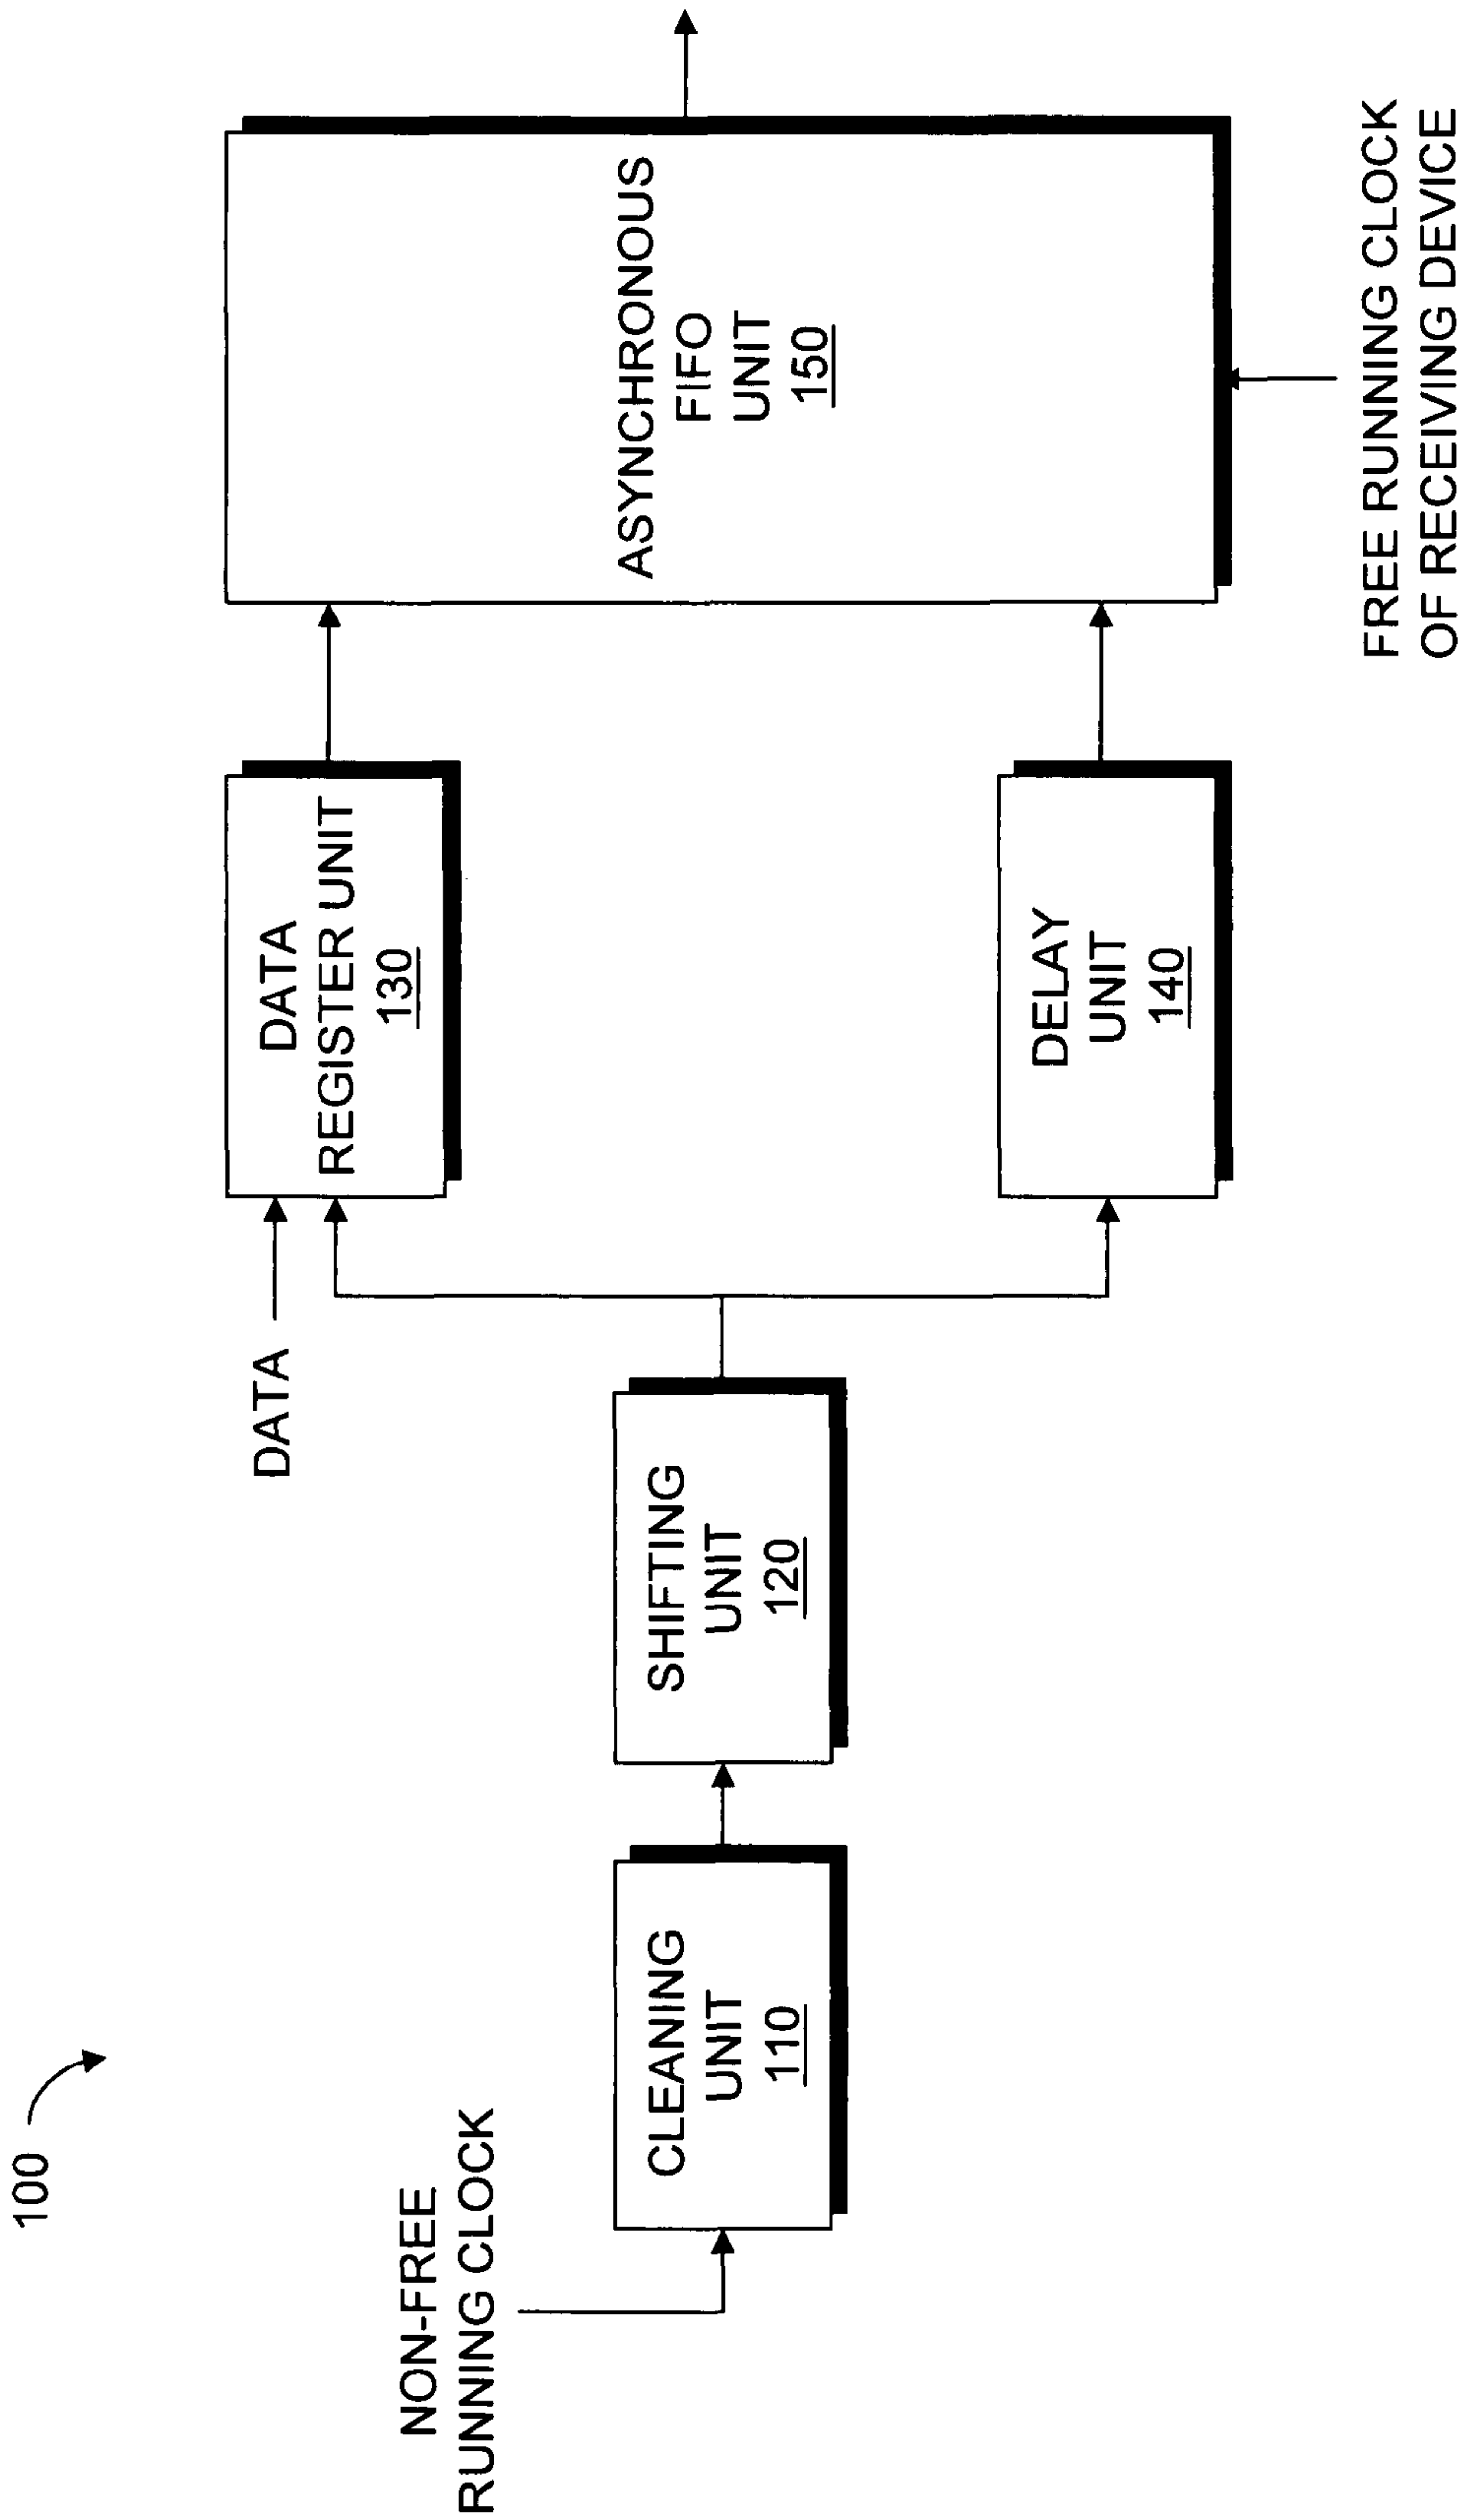 100
NON-FREE
RUNNING CLOCK
CLEANING
UNIT
110
SHIFTING
UNIT
120
DATA
DATA
REGISTER UNIT
130
DELAY
UNIT
140
ASYNCHRONOUS
FIFO
UNIT
150
FREE RUNNING CLOCK
OF RECEIVING DEVICE